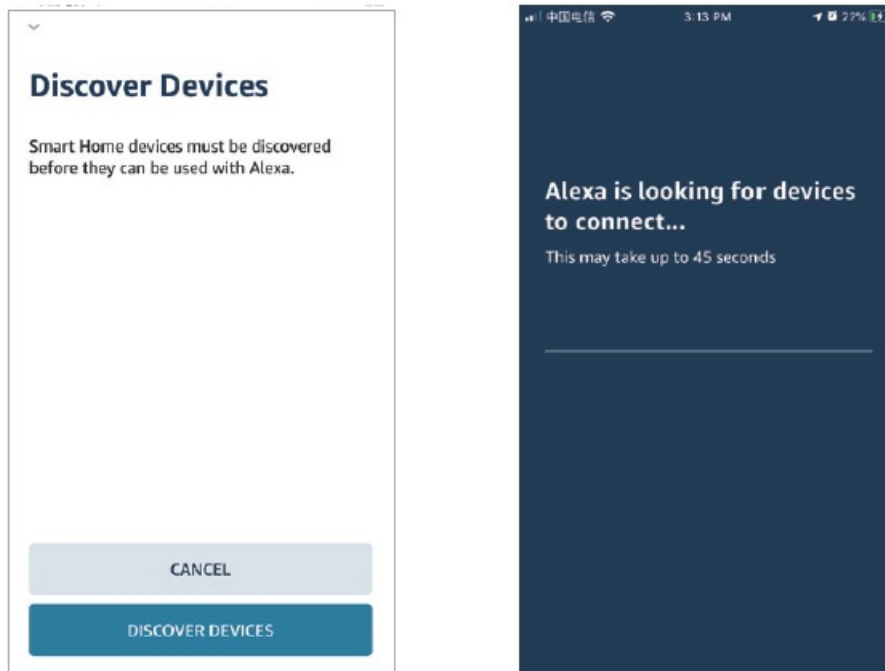 Discover Devices
Smart Home devices must be discovered
before they can be used with Alexa.
CANCEL
DISCOVER DEVICES
中国电信 3:13 PM 22%
Alexa is looking for devices
to connect...
This may take up to 45 seconds